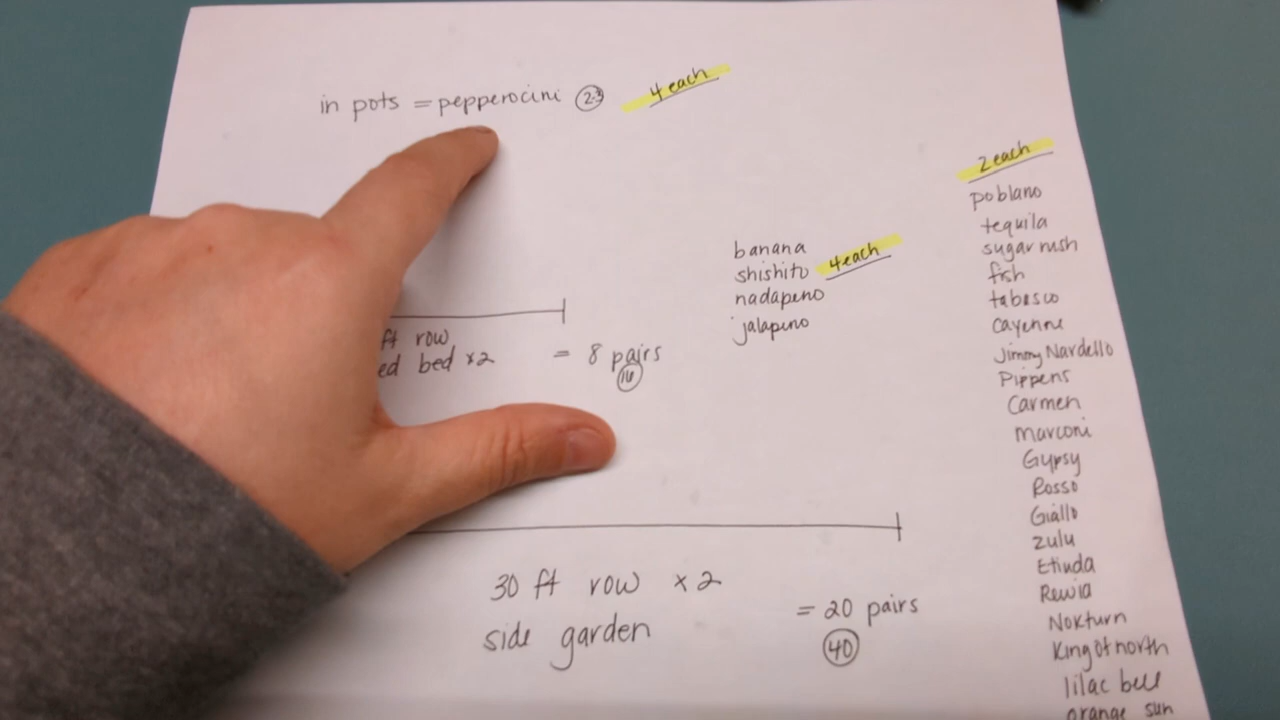 in pots = pepperocini 2-3 4 each
ft row
ed bed x2 = 8 pairs
16
banana
shishito 4 each
nadapeno
jalapeno
30 ft row x 2
side garden = 20 pairs
40
2 each
poblano
tequila
sugar rush
fish
tabasco
Cayenne
Jimmy Nardello
Pippens
Carmen
marconi
Gypsy
Rosso
Giallo
Zulu
Etiuda
Rewia
Nokturn
King of north
lilac bell
orange sun